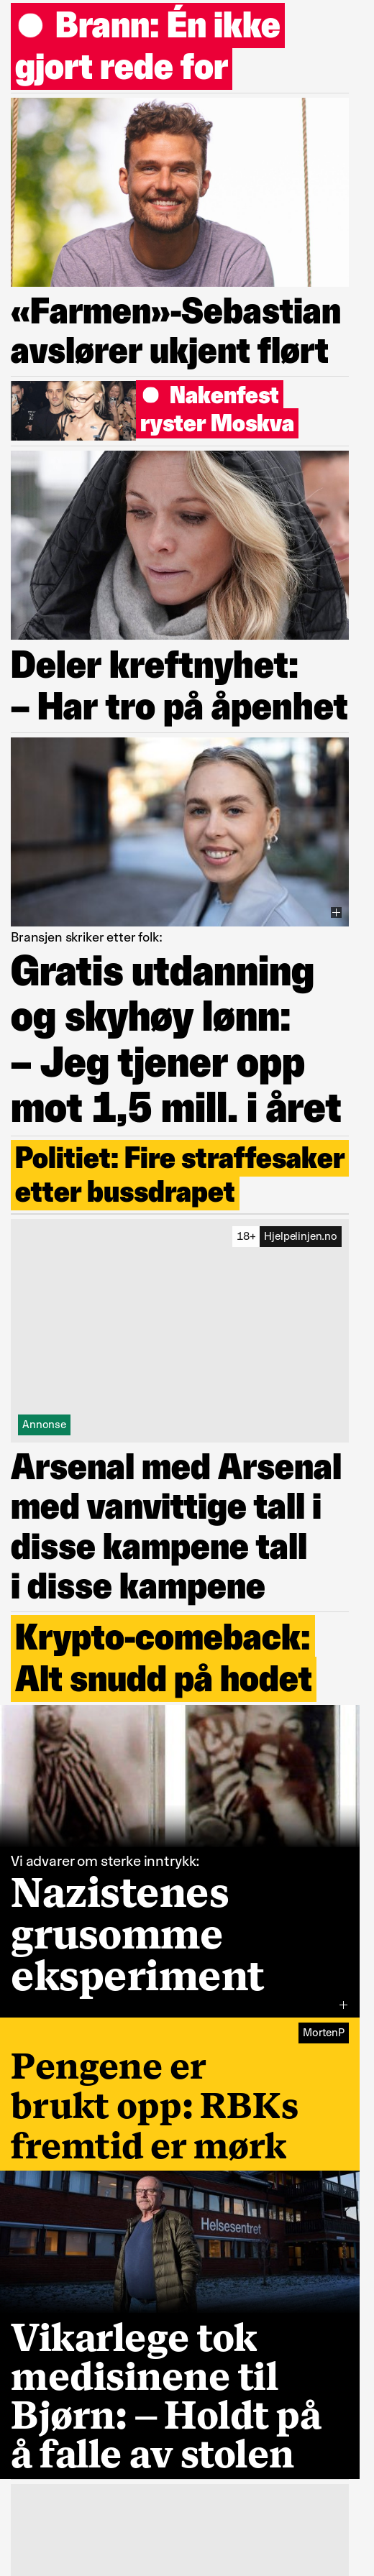 Brann: Én ikke
gjort rede for
«Farmen»-Sebastian
avslører ukjent flørt
Nakenfest
ryster Moskva
Deler kreftnyhet:
– Har tro på åpenhet
Bransjen skriker etter folk:
Gratis utdanning
og skyhøy lønn:
– Jeg tjener opp
mot 1,5 mill. i året
Politiet: Fire straffesaker
etter bussdrapet
18+ Hjelpelinjen.no
Annonse
Arsenal med Arsenal
med vanvittige tall i
disse kampene tall
i disse kampene
Krypto-comeback:
Alt snudd på hodet
Vi advarer om sterke inntrykk:
Nazistenes
grusomme
eksperiment
MortenP
Pengene er
brukt opp: RBKs
fremtid er mørk
Helsesentret
Vikarlege tok
medisinene til
Bjørn: – Holdt på
å falle av stolen